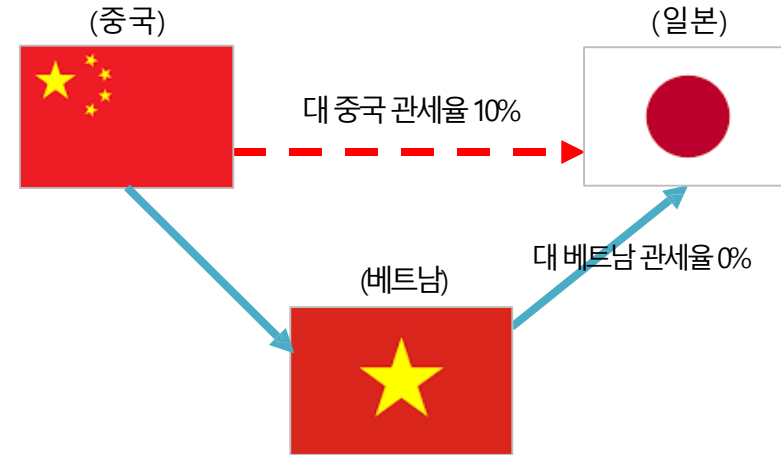 (중국)
(일본)
대 중국 관세율 10%
대 베트남 관세율 0%
(베트남)